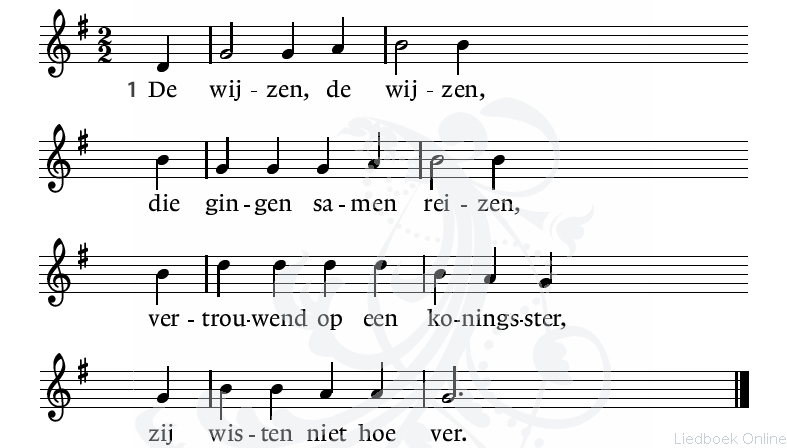 1 De wij - zen, de wij - zen,
die gin - gen sa - men rei - zen,
ver - trou - wend op een ko - nings - ster,
zij wis - ten niet hoe ver.
Liedboek Online